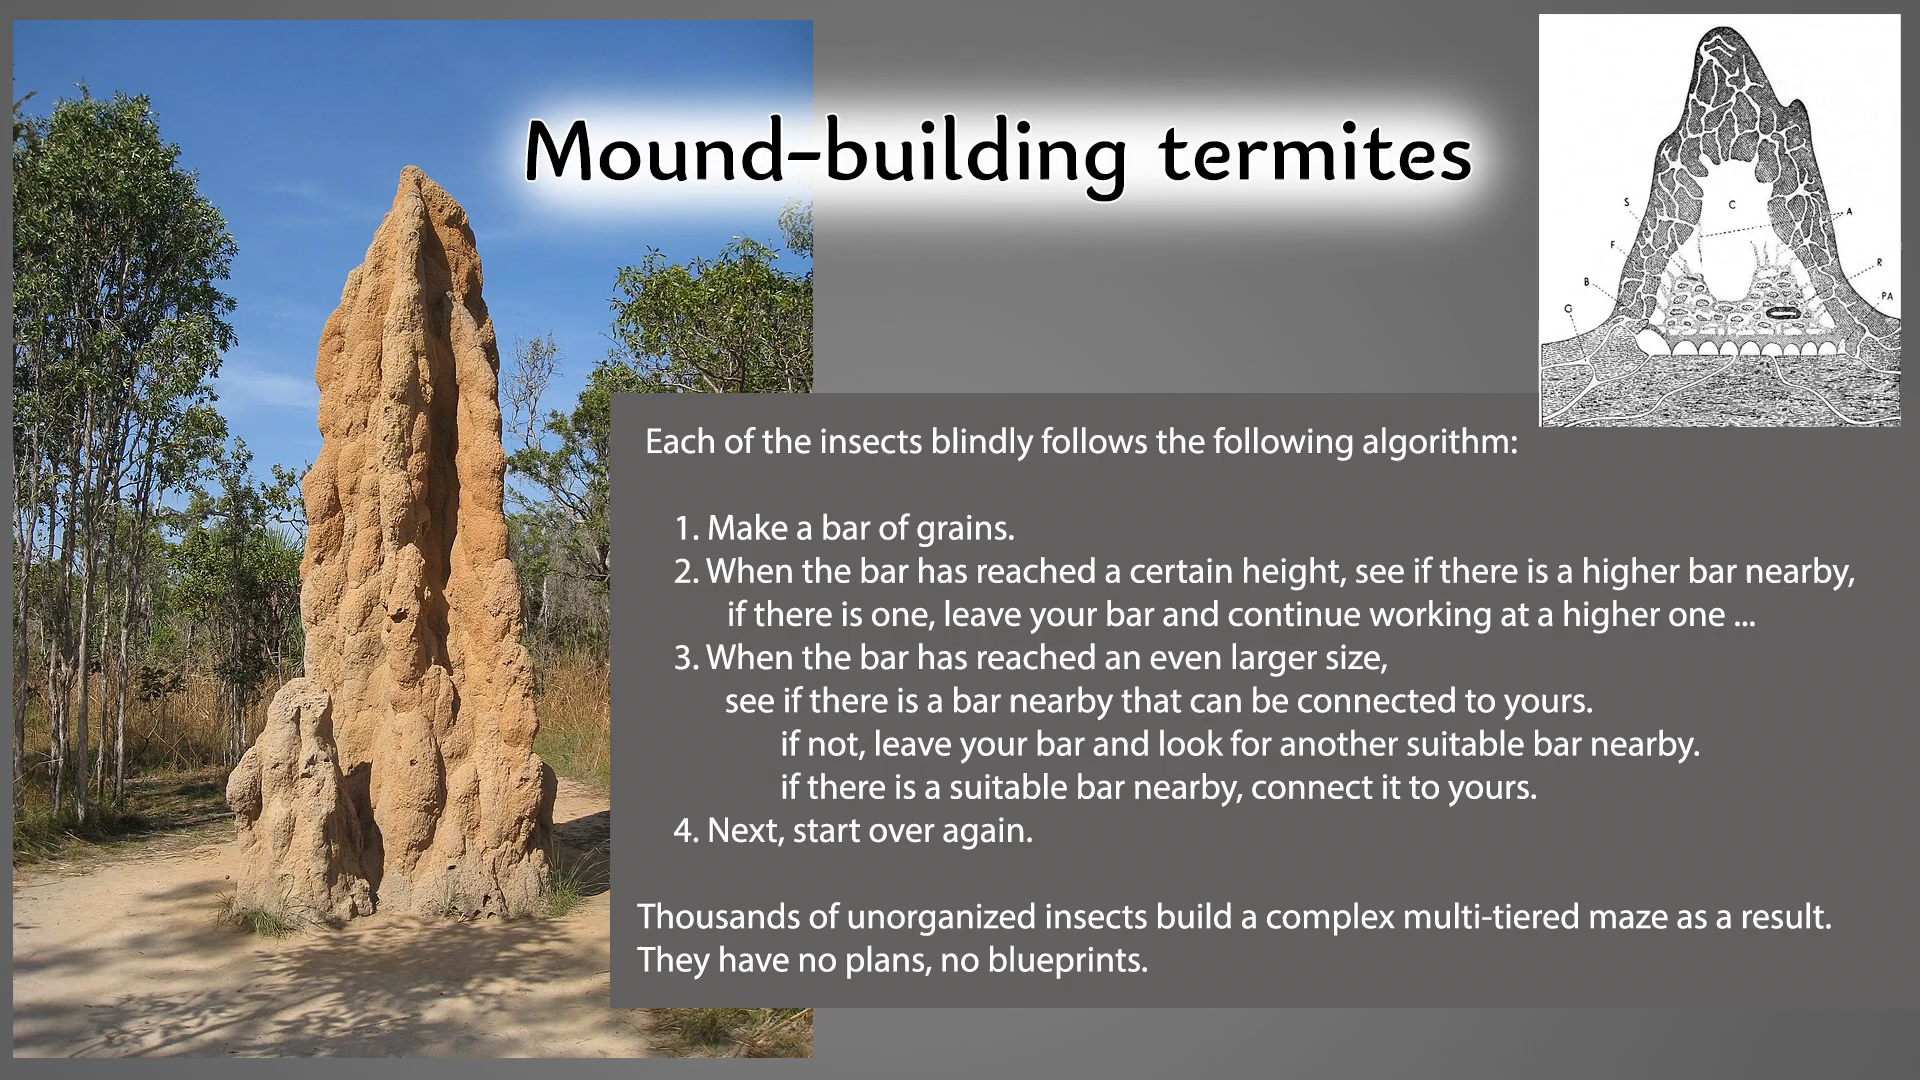 Mound-building termites
S
F
B
G
C
A
R
PA
Each of the insects blindly follows the following algorithm:
1. Make a bar of grains.
2. When the bar has reached a certain height, see if there is a higher bar nearby,
if there is one, leave your bar and continue working at a higher one ...
3. When the bar has reached an even larger size,
see if there is a bar nearby that can be connected to yours.
if not, leave your bar and look for another suitable bar nearby.
if there is a suitable bar nearby, connect it to yours.
4. Next, start over again.
Thousands of unorganized insects build a complex multi-tiered maze as a result.
They have no plans, no blueprints.